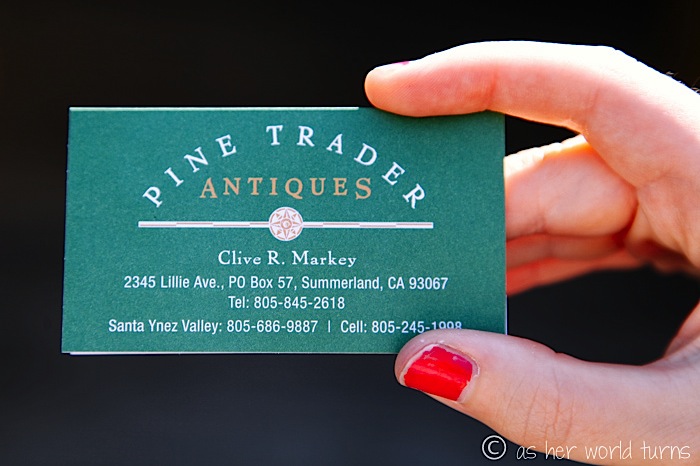 PINE TRADER
ANTIQUES
Clive R. Markey
2345 Lillie Ave., PO Box 57, Summerland, CA 93067
Tel: 805-845-2618
Santa Ynez Valley: 805-686-9887 | Cell: 805-245-1998
© as her world turns